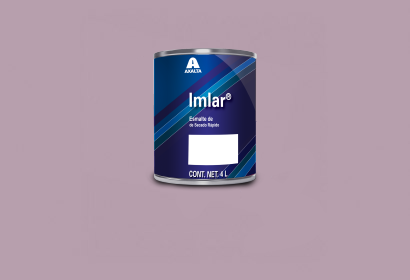 AXALTA
Imlar®
Esmalte de
de Secado Rápido
CONT. NET. 4 L